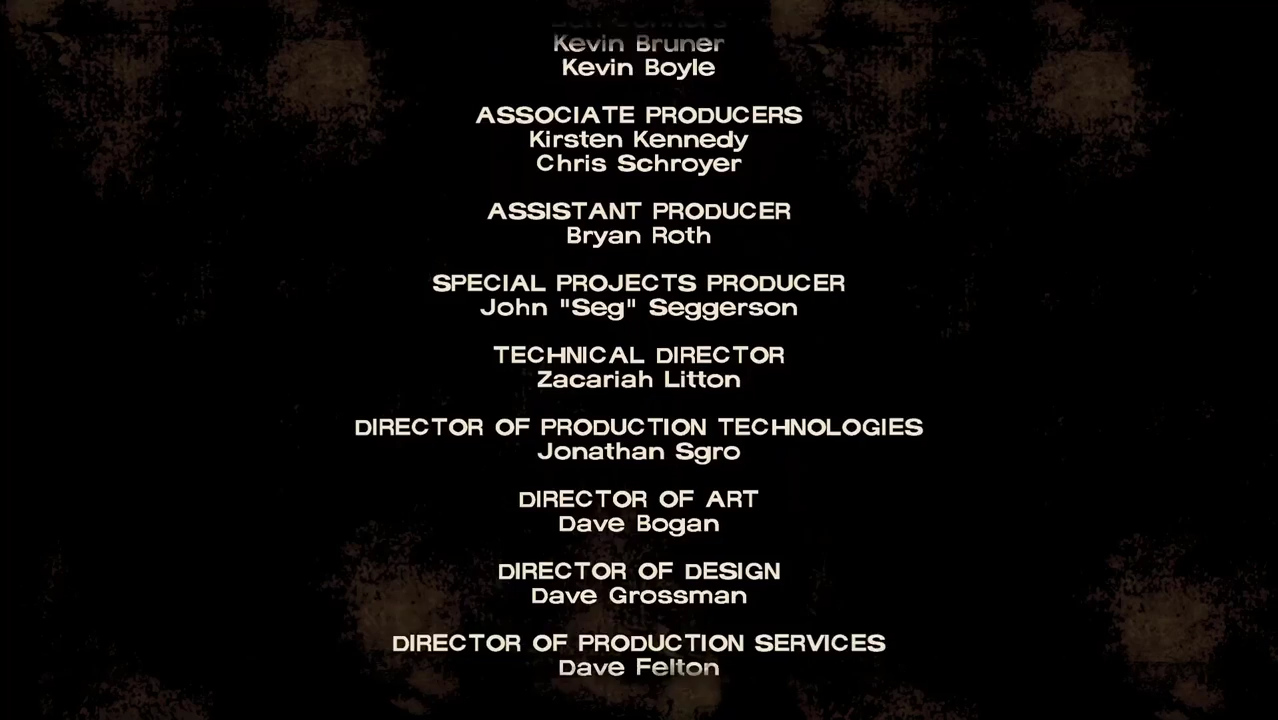 Kevin Bruner
Kevin Boyle
ASSOCIATE PRODUCERS
Kirsten Kennedy
Chris Schroyer
ASSISTANT PRODUCER
Bryan Roth
SPECIAL PROJECTS PRODUCER
John "Seg" Seggerson
TECHNICAL DIRECTOR
Zacariah Litton
DIRECTOR OF PRODUCTION TECHNOLOGIES
Jonathan Sgro
DIRECTOR OF ART
Dave Bogan
DIRECTOR OF DESIGN
Dave Grossman
DIRECTOR OF PRODUCTION SERVICES
Dave Felton